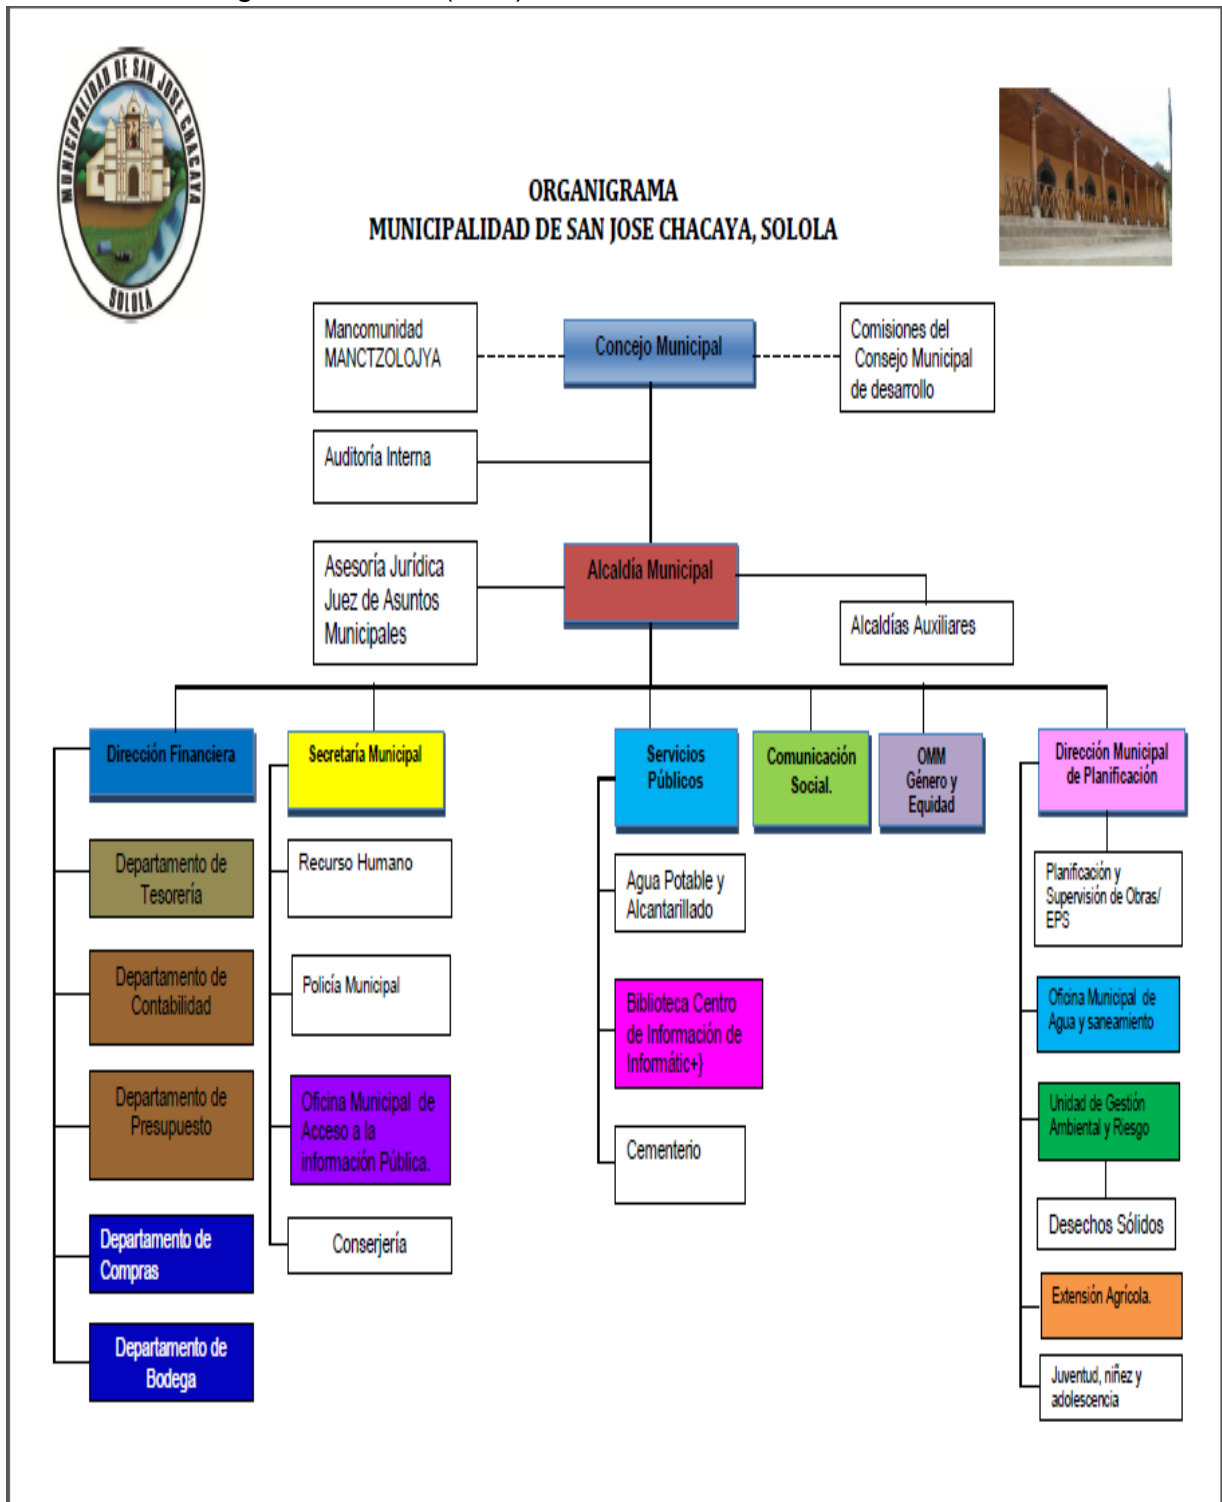 MUNICIPALIDAD DE SAN JOSE CHACAYA
SOLOLÁ
ORGANIGRAMA
MUNICIPALIDAD DE SAN JOSE CHACAYA, SOLOLA
Mancomunidad
MANCTZOLOJYA
Concejo Municipal
Comisiones del
Consejo Municipal
de desarrollo
Auditoría Interna
Asesoría Jurídica
Juez de Asuntos
Municipales
Alcaldía Municipal
Alcaldías Auxiliares
Dirección Financiera
Secretaría Municipal
Servicios
Públicos
Comunicación
Social.
OMM
Género y
Equidad
Dirección Municipal
de Planificación
Departamento de
Tesorería
Departamento de
Contabilidad
Departamento de
Presupuesto
Departamento de
Compras
Departamento de
Bodega
Recurso Humano
Policía Municipal
Oficina Municipal de
Acceso a la
información Pública.
Conserjería
Agua Potable y
Alcantarillado
Biblioteca Centro
de Información de
Informátic+}
Cementerio
Planificación y
Supervisión de Obras/
EPS
Oficina Municipal de
Agua y saneamiento
Unidad de Gestión
Ambiental y Riesgo
Desechos Sólidos
Extensión Agrícola.
Juventud, niñez y
adolescencia